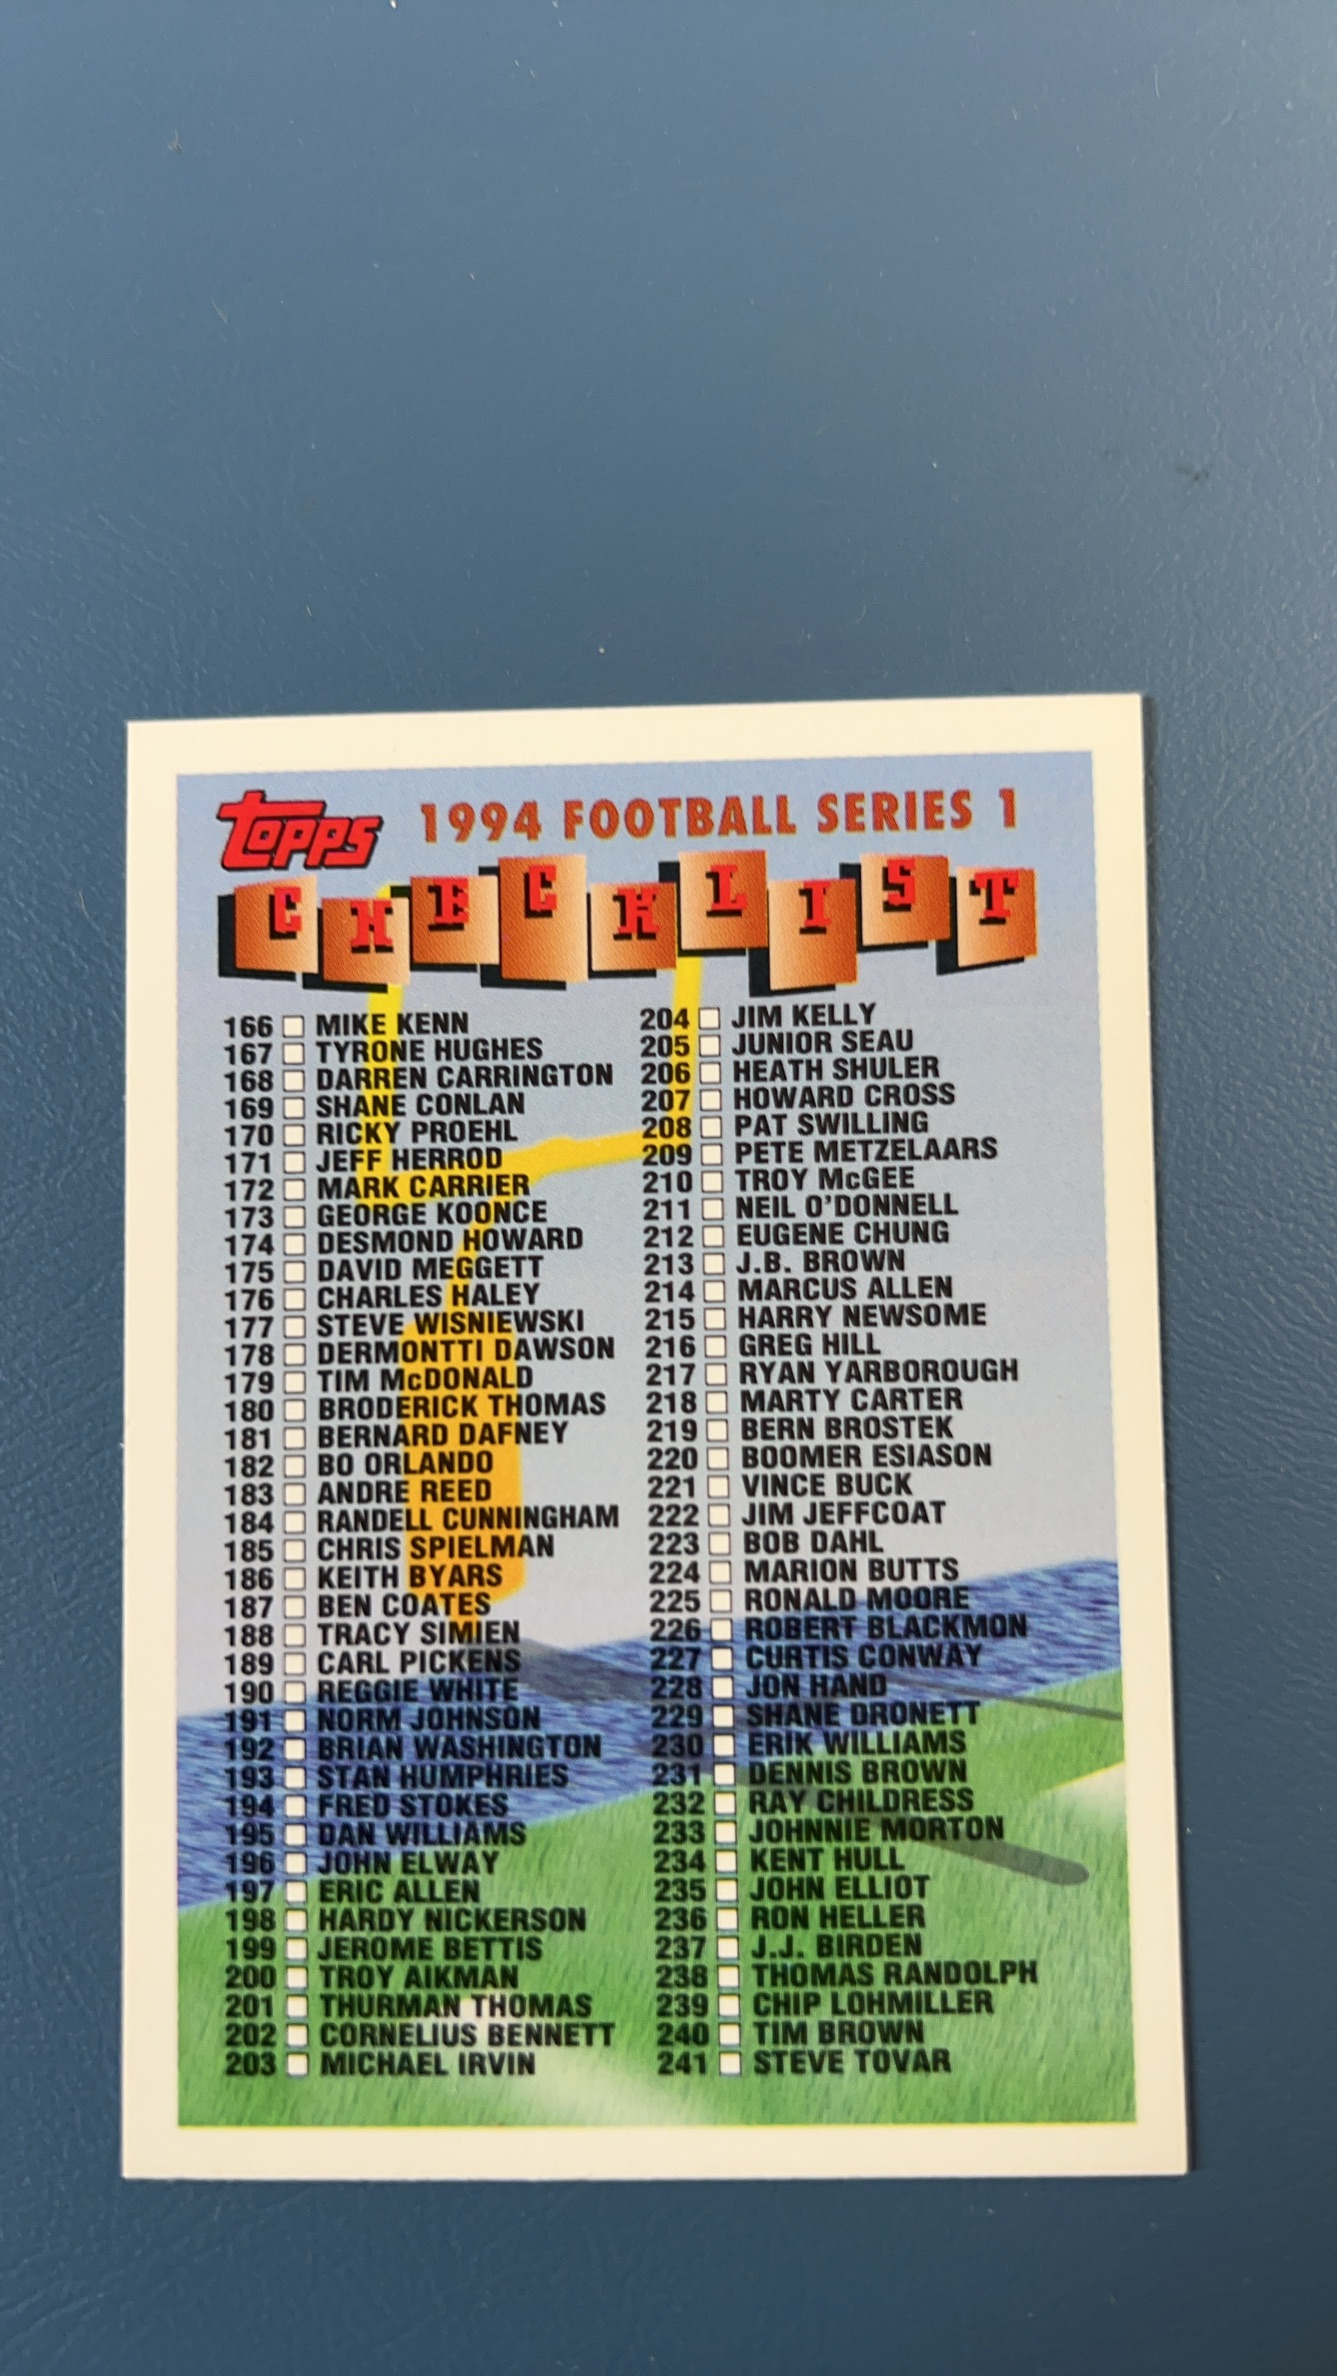 Topps 1994 FOOTBALL SERIES 1
CHECKLIST
166 MIKE KENN
167 TYRONE HUGHES
168 DARREN CARRINGTON
169 SHANE CONLAN
170 RICKY PROEHL
171 JEFF HERROD
172 MARK CARRIER
173 GEORGE KOONCE
174 DESMOND HOWARD
175 DAVID MEGGETT
176 CHARLES HALEY
177 STEVE WISNIEWSKI
178 DERMONTTI DAWSON
179 TIM McDONALD
180 BRODERICK THOMAS
181 BERNARD DAFNEY
182 BO ORLANDO
183 ANDRE REED
184 RANDELL CUNNINGHAM
185 CHRIS SPIELMAN
186 KEITH BYARS
187 BEN COATES
188 TRACY SIMIEN
189 CARL PICKENS
190 REGGIE WHITE
191 NORM JOHNSON
192 BRIAN WASHINGTON
193 STAN HUMPHRIES
194 FRED STOKES
195 DAN WILLIAMS
196 JOHN ELWAY
197 ERIC ALLEN
198 HARDY NICKERSON
199 JEROME BETTIS
200 TROY AIKMAN
201 THURMAN THOMAS
202 CORNELIUS BENNETT
203 MICHAEL IRVIN
204 JIM KELLY
205 JUNIOR SEAU
206 HEATH SHULER
207 HOWARD CROSS
208 PAT SWILLING
209 PETE METZELAARS
210 TROY McGEE
211 NEIL O'DONNELL
212 EUGENE CHUNG
213 J.B. BROWN
214 MARCUS ALLEN
215 HARRY NEWSOME
216 GREG HILL
217 RYAN YARBOROUGH
218 MARTY CARTER
219 BERN BROSTEK
220 BOOMER ESIASON
221 VINCE BUCK
222 JIM JEFFCOAT
223 BOB DAHL
224 MARION BUTTS
225 RONALD MOORE
226 ROBERT BLACKMON
227 CURTIS CONWAY
228 JON HAND
229 SHANE DRONETT
230 ERIK WILLIAMS
231 DENNIS BROWN
232 RAY CHILDRESS
233 JOHNNIE MORTON
234 KENT HULL
235 JOHN ELLIOT
236 RON HELLER
237 J.J. BIRDEN
238 THOMAS RANDOLPH
239 CHIP LOHMILLER
240 TIM BROWN
241 STEVE TOVAR